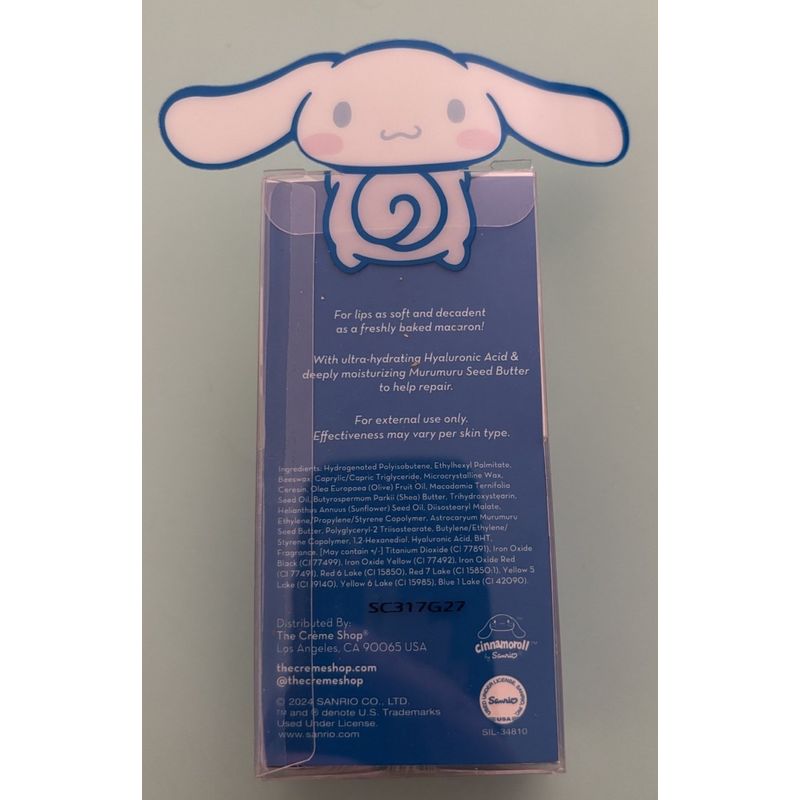 For lips as soft and decadent
as a freshly baked macaron!
With ultra-hydrating Hyaluronic Acid &
deeply moisturizing Murumuru Seed Butter
to help repair.
For external use only.
Effectiveness may vary per skin type.
Ingredients: Hydrogenated Polyisobutene, Ethylhexyl Palmitate,
Beeswax, Caprylic/Capric Triglyceride, Microcrystalline Wax,
Ceresin, Olea Europaea (Olive) Fruit Oil, Macadamia Ternifolia
Seed Oil, Butyrospermum Parkii (Shea) Butter, Trihydroxystearin,
Helianthus Annuus (Sunflower) Seed Oil, Diisostearyl Malate,
Ethylene/Propylene/Styrene Copolymer, Astrocaryum Murumuru
Seed Butter, Polyglyceryl-2 Triisostearate, Butylene/Ethylene/
Styrene Copolymer, 1,2-Hexanediol, Hyaluronic Acid, BHT,
Fragrance. [May contain +/-] Titanium Dioxide (CI 77891), Iron Oxide
Black (CI 77499), Iron Oxide Yellow (CI 77492), Iron Oxide Red
(CI 77491), Red 6 Lake (CI 15850), Red 7 Lake (CI 15850:1), Yellow 5
Lake (CI 19140), Yellow 6 Lake (CI 15985), Blue 1 Lake (CI 42090).
SC317G27
Distributed By:
The Crème Shop®
Los Angeles, CA 90065 USA
thecremeshop.com
@thecremeshop
© 2024 SANRIO CO., LTD.
™ and ® denote U.S. Trademarks
Used Under License.
www.sanrio.com
cinnamoroll™
by Sanrio
USED UNDER LICENSE, SANRIO, INC.
Sanrio
USA
SIL-34810